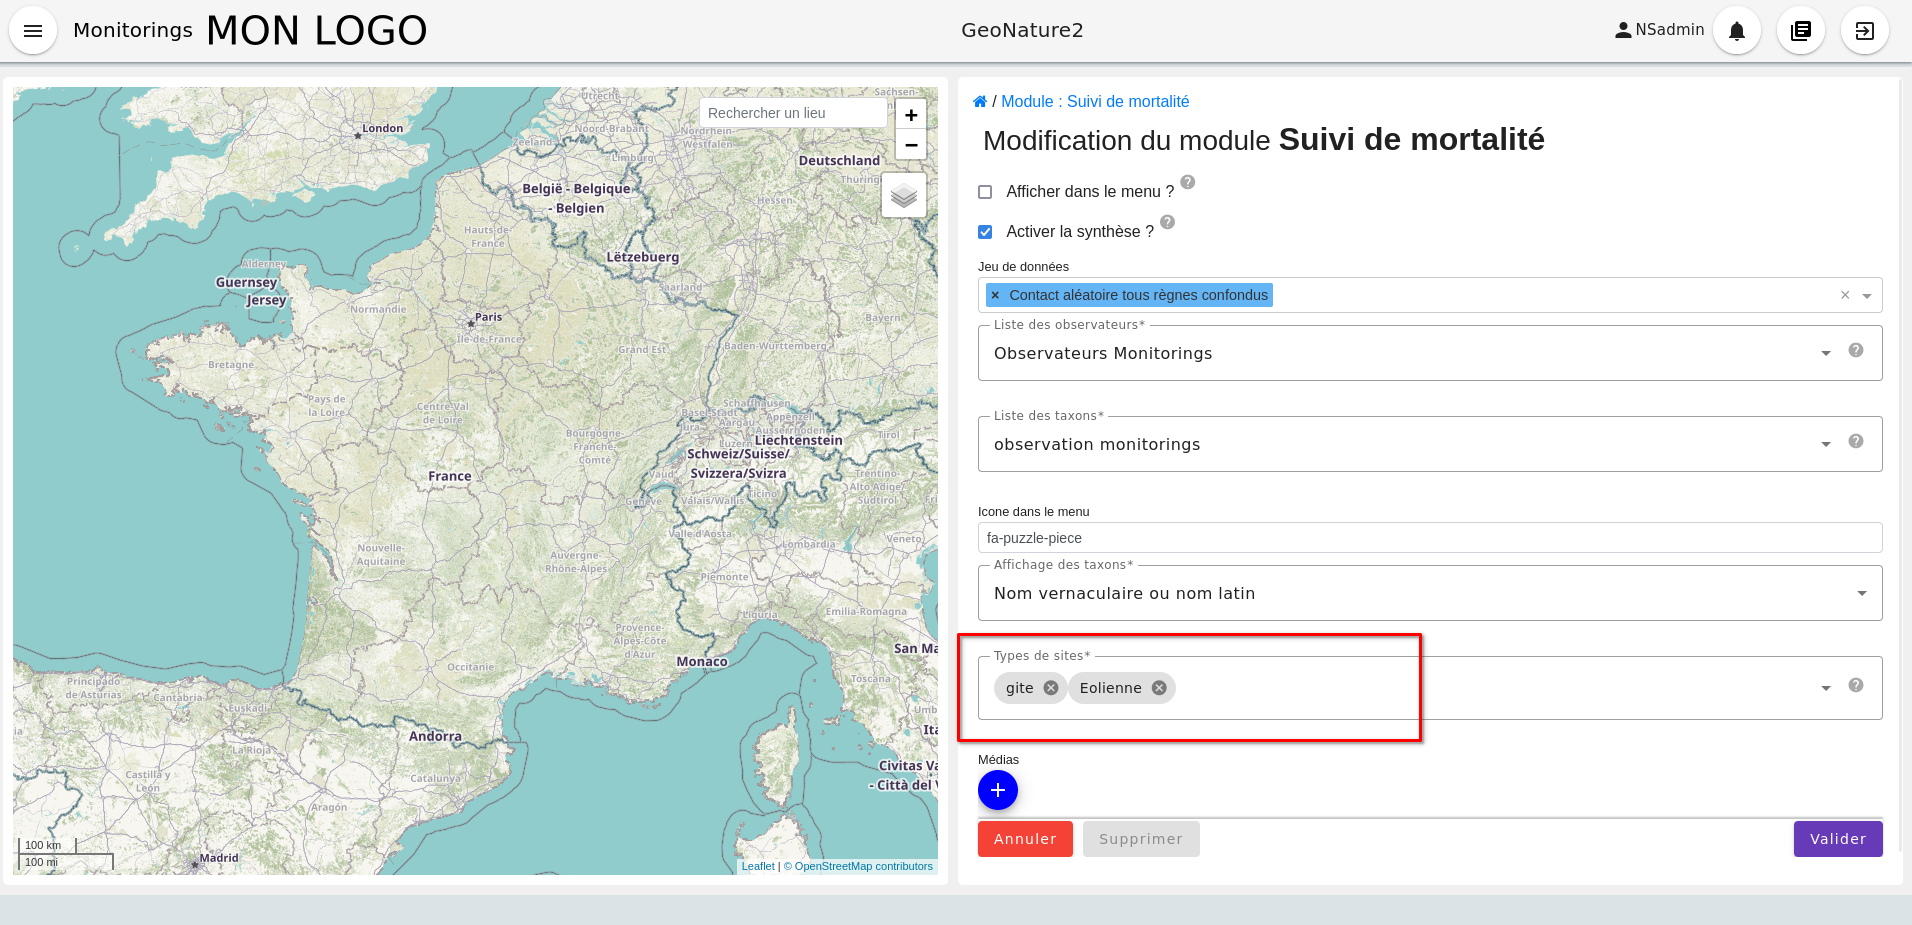 Monitorings MON LOGO
GeoNature2
NSadmin
Rechercher un lieu
+
−
London
Deutschland
België - Belgique
- Belgien
Lëtzebuerg
Utrecht
Noord-Brabant
Zeeland
Limburg
Nordrhein-
Westfalen
Sachsen-
Thuringen
Hessen
Hauts-de-
France
Alderney
Guernsey
Jersey
Saarland
Normandie
Paris
Île-de-France
Grand Est
Bayern
Baden-Württemberg
Bretagne
Pays de
la Loire
Centre-Val
de Loire
Bourgogne-
Franche-
Comté
Schaffhausen
Basel-Stadt
Appenzell
Jura
Aargau
Ausserrhoden
Luzern
Liechtenstein
Tirol
Schweiz/Suisse/
Svizzera/Svizra
France
Vaud
Genève
Valais/Wallis
Ticino
Trentino-
Alto Adige/
Südtirol
Valle d'Aosta
Lombardia
Veneto
Nouvelle-
Aquitaine
Auvergne-
Rhône-Alpes
Piemonte
Liguria
Emilia-Romagna
Provence-
Alpes-Côte
d'Azur
Monaco
San Ma
Occitanie
Toscana
Principado
de Asturias
Cantabria
Euskadi
La Rioja
Andorra
Umb
Ita
Castilla y
León
Catalunya
Civitas Va
- Città del V
Aragón
Madrid
100 km
100 mi
Leaflet | © OpenStreetMap contributors
/ Module : Suivi de mortalité
Modification du module Suivi de mortalité
Afficher dans le menu ? ?
Activer la synthèse ? ?
Jeu de données
× Contact aléatoire tous règnes confondus ×
Liste des observateurs*
Observateurs Monitorings ?
Liste des taxons*
observation monitorings ?
Icone dans le menu
fa-puzzle-piece
Affichage des taxons*
Nom vernaculaire ou nom latin
Types de sites*
gite Eolienne ?
Médias
+
Annuler Supprimer Valider